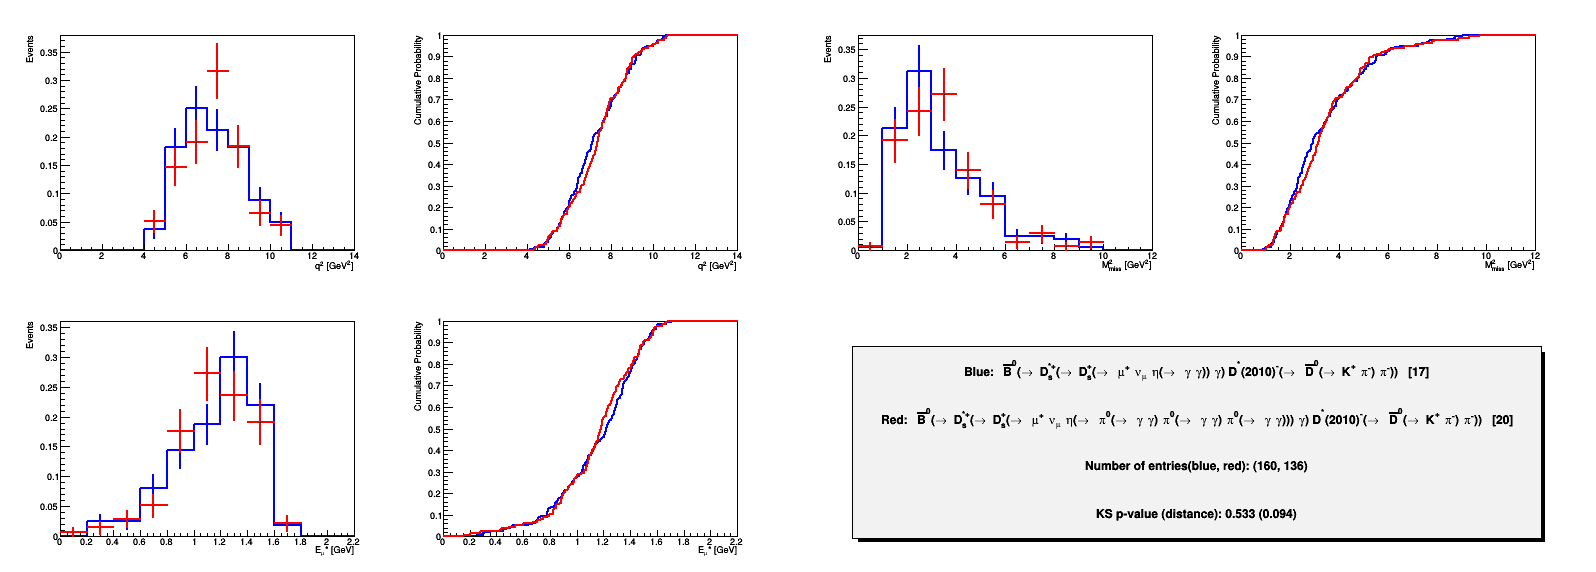 Events
0.35
0.3
0.25
0.2
0.15
0.1
0.05
0
0 2 4 6 8 10 12 14
q² [GeV²]
Cumulative Probability
1
0.9
0.8
0.7
0.6
0.5
0.4
0.3
0.2
0.1
0
0 2 4 6 8 10 12 14
q² [GeV²]
Events
0.35
0.3
0.25
0.2
0.15
0.1
0.05
0
0 2 4 6 8 10 12
M²miss [GeV²]
Cumulative Probability
1
0.9
0.8
0.7
0.6
0.5
0.4
0.3
0.2
0.1
0
0 2 4 6 8 10 12
M²miss [GeV²]
Events
0.35
0.3
0.25
0.2
0.15
0.1
0.05
0
0 0.2 0.4 0.6 0.8 1 1.2 1.4 1.6 1.8 2 2.2
Eμ* [GeV]
Cumulative Probability
1
0.9
0.8
0.7
0.6
0.5
0.4
0.3
0.2
0.1
0
0 0.2 0.4 0.6 0.8 1 1.2 1.4 1.6 1.8 2 2.2
Eμ* [GeV]
Blue: B̅⁰(→ Dₛ*⁺(→ Dₛ⁺(→ μ⁺ νμ η(→ γ γ)) γ) D*(2010)⁻(→ D̅⁰(→ K⁺ π⁻) π⁻)) [17]
Red: B̅⁰(→ Dₛ*⁺(→ Dₛ⁺(→ μ⁺ νμ η(→ π⁰(→ γ γ) π⁰(→ γ γ) π⁰(→ γ γ))) γ) D*(2010)⁻(→ D̅⁰(→ K⁺ π⁻) π⁻)) [20]
Number of entries(blue, red): (160, 136)
KS p-value (distance): 0.533 (0.094)